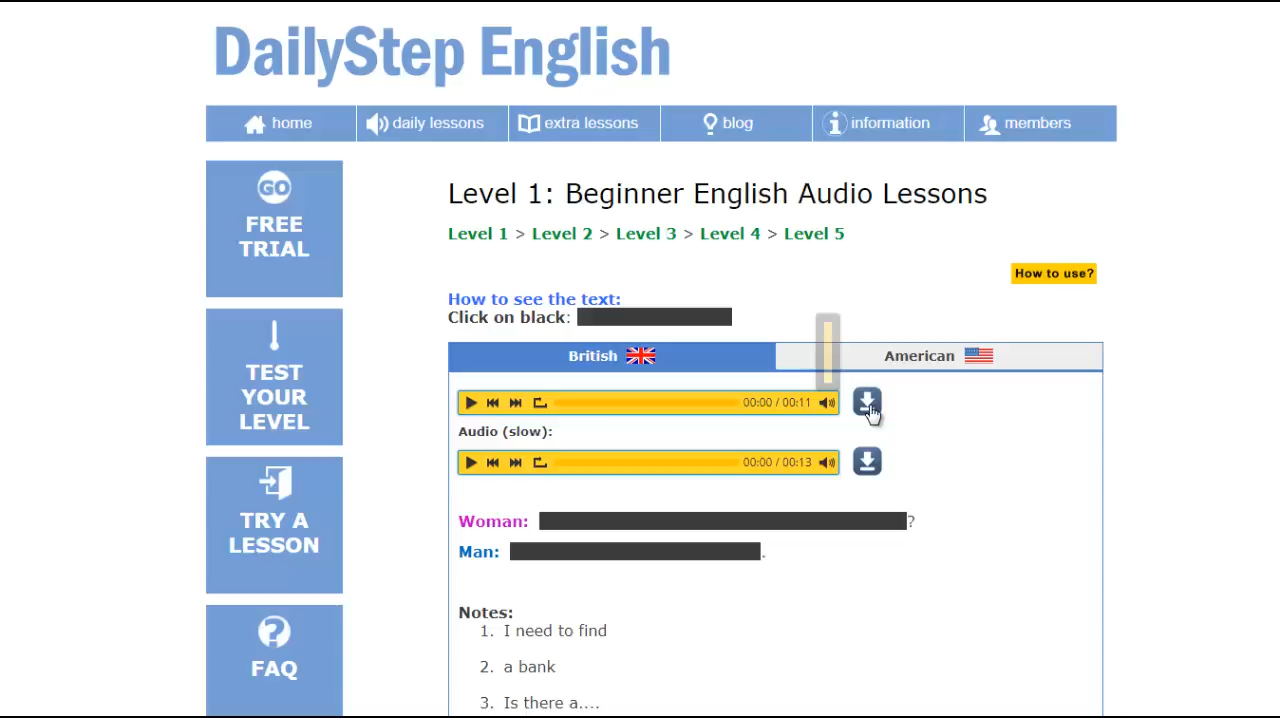 DailyStep English
home daily lessons extra lessons blog information members
GO
FREE
TRIAL
TEST
YOUR
LEVEL
TRY A
LESSON
FAQ
Level 1: Beginner English Audio Lessons
Level 1 > Level 2 > Level 3 > Level 4 > Level 5
How to use?
How to see the text:
Click on black:
British American
00:00 / 00:11
Audio (slow):
00:00 / 00:13
Woman: ?
Man: .
Notes:
1. I need to find
2. a bank
3. Is there a....